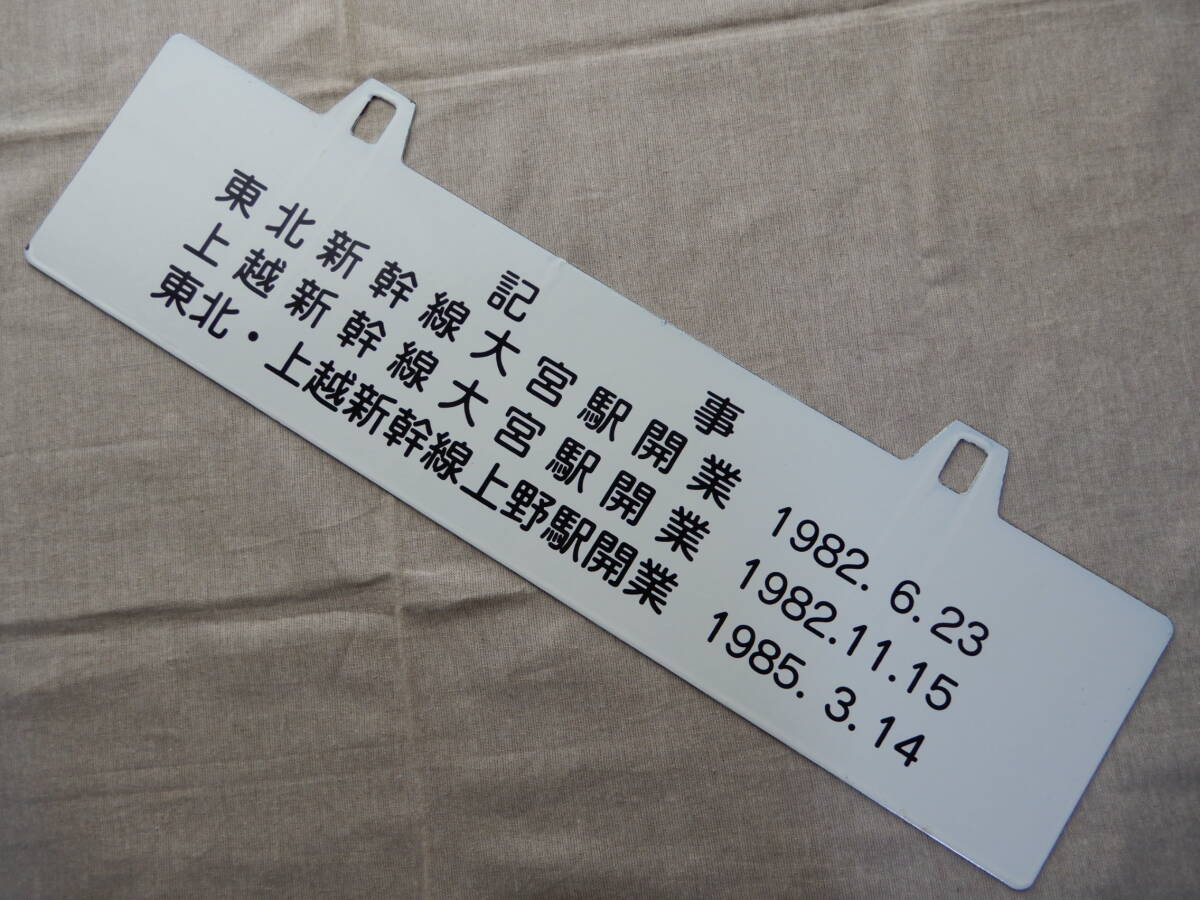 記事
東北新幹線大宮駅開業 1982. 6.23
上越新幹線大宮駅開業 1982.11.15
東北・上越新幹線上野駅開業 1985. 3.14